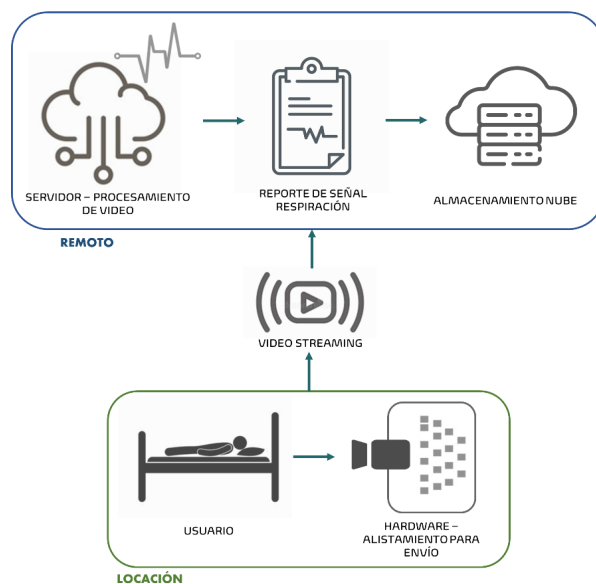 SERVIDOR – PROCESAMIENTO
DE VIDEO
REPORTE DE SEÑAL
RESPIRACIÓN
ALMACENAMIENTO NUBE
REMOTO
VIDEO STREAMING
USUARIO
HARDWARE –
ALISTAMIENTO PARA
ENVÍO
LOCACIÓN